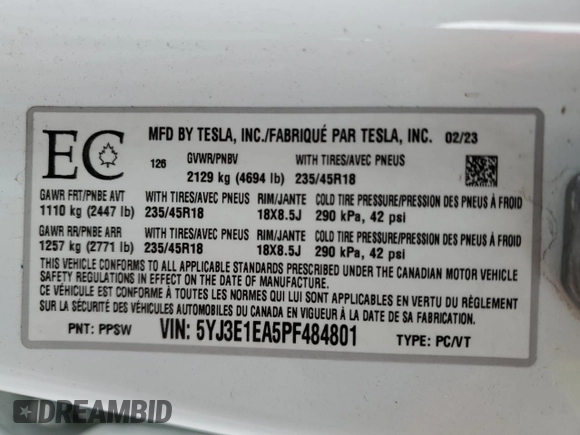 EC MFD BY TESLA, INC./FABRIQUÉ PAR TESLA, INC. 02/23
126 GVWR/PNBV WITH TIRES/AVEC PNEUS
2129 kg (4694 lb) 235/45R18
GAWR FRT/PNBE AVT WITH TIRES/AVEC PNEUS RIM/JANTE COLD TIRE PRESSURE/PRESSION DES PNEUS À FROID
1110 kg (2447 lb) 235/45R18 18X8.5J 290 kPa, 42 psi
GAWR RR/PNBE ARR WITH TIRES/AVEC PNEUS RIM/JANTE COLD TIRE PRESSURE/PRESSION DES PNEUS À FROID
1257 kg (2771 lb) 235/45R18 18X8.5J 290 kPa, 42 psi
THIS VEHICLE CONFORMS TO ALL APPLICABLE STANDARDS PRESCRIBED UNDER THE CANADIAN MOTOR VEHICLE
SAFETY REGULATIONS IN EFFECT ON THE DATE OF MANUFACTURE.
CE VÉHICULE EST CONFORME À TOUTES LES NORMES QUI LUI SONT APPLICABLES EN VERTU DU RÈGLEMENT
SUR LA SÉCURITÉ DES VÉHICULES AUTOMOBILES DU CANADA EN VIGUEUR À LA DATE DE SA FABRICATION.
PNT: PPSW VIN: 5YJ3E1EA5PF484801 TYPE: PC/VT
DREAMBID